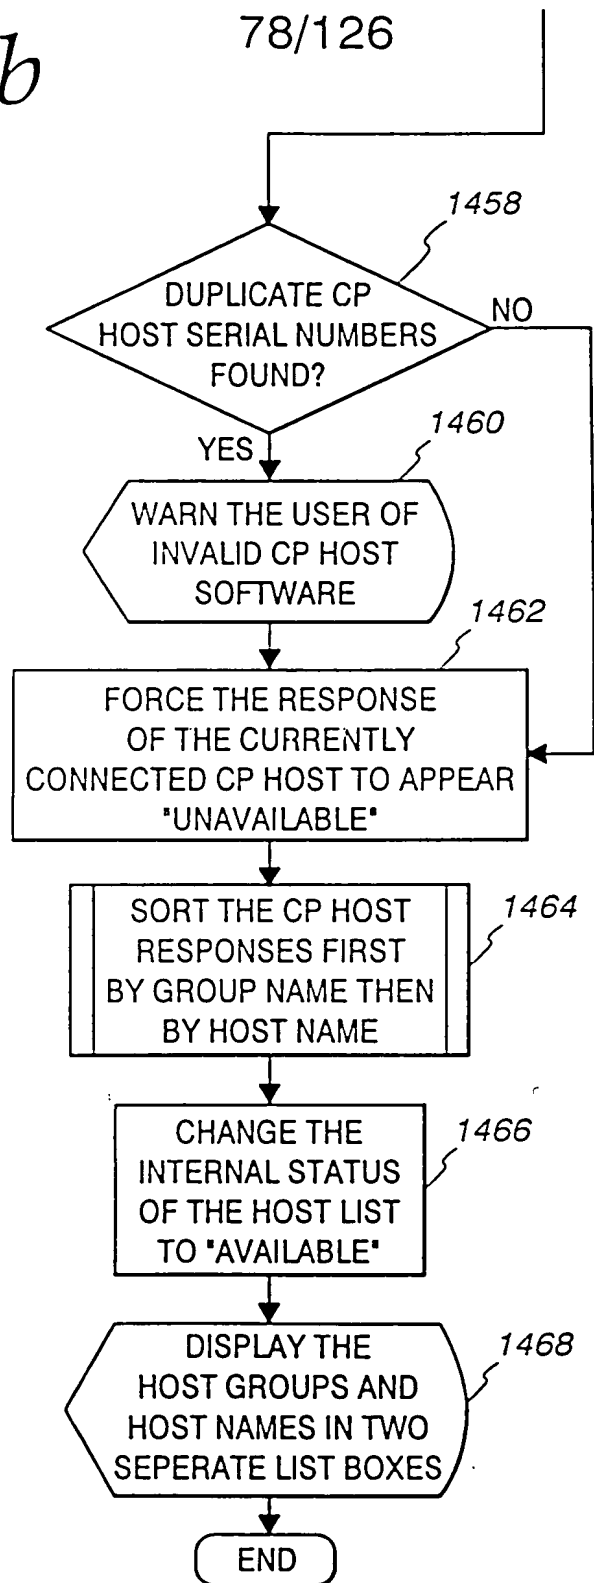 78/126
b
1458
DUPLICATE CP
HOST SERIAL NUMBERS
FOUND?
NO
YES
1460
WARN THE USER OF
INVALID CP HOST
SOFTWARE
1462
FORCE THE RESPONSE
OF THE CURRENTLY
CONNECTED CP HOST TO APPEAR
"UNAVAILABLE"
1464
SORT THE CP HOST
RESPONSES FIRST
BY GROUP NAME THEN
BY HOST NAME
1466
CHANGE THE
INTERNAL STATUS
OF THE HOST LIST
TO "AVAILABLE"
1468
DISPLAY THE
HOST GROUPS AND
HOST NAMES IN TWO
SEPERATE LIST BOXES
END